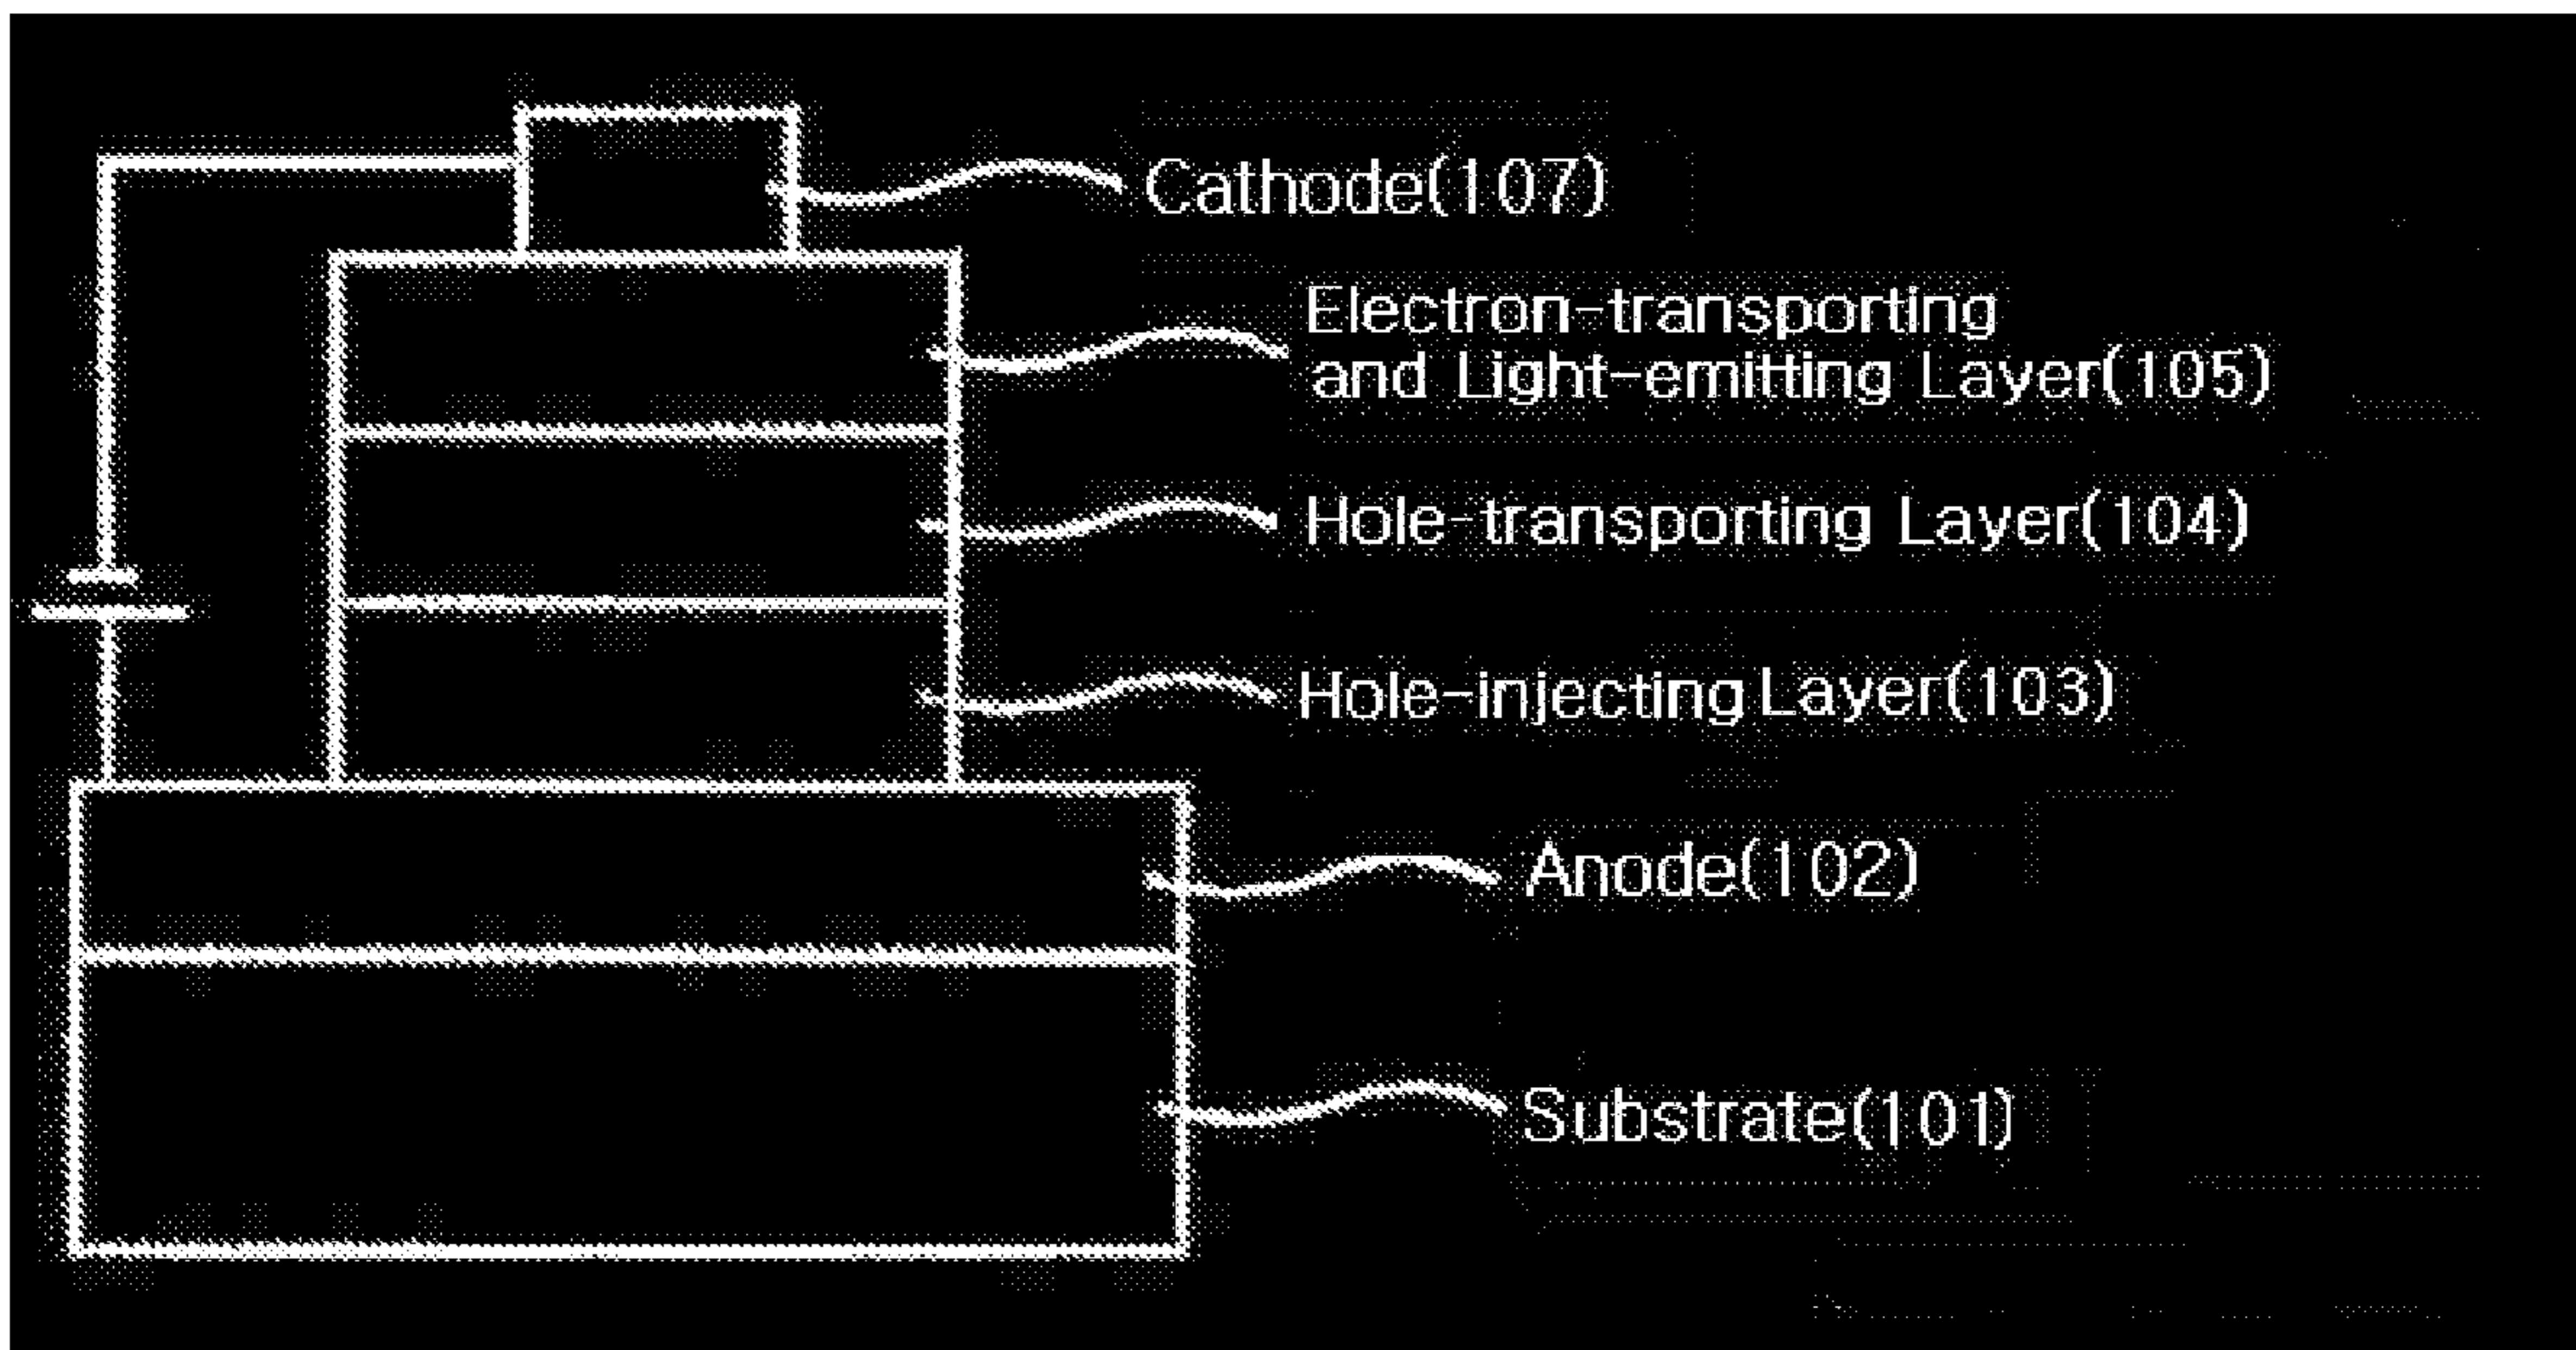 Cathode(107)
Electron-transporting
and Light-emitting Layer(105)
Hole-transporting Layer(104)
Hole-injecting Layer(103)
Anode(102)
Substrate(101)